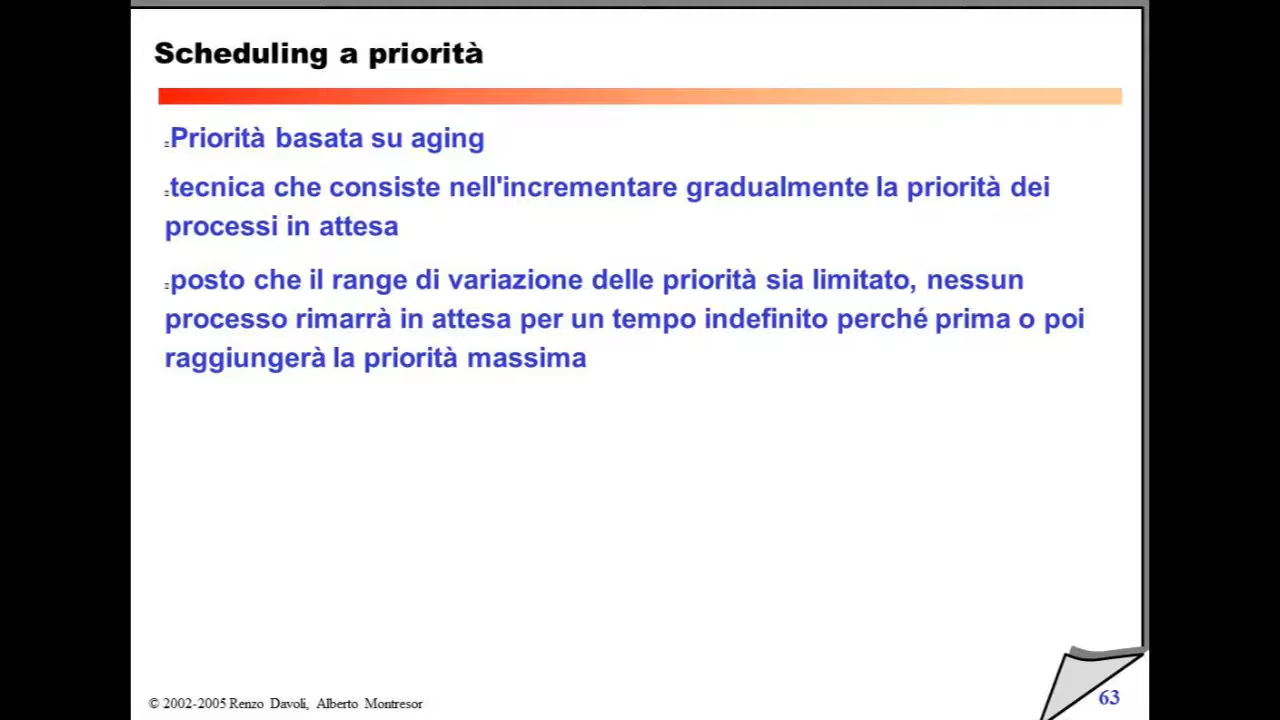 Scheduling a priorità
Priorità basata su aging
tecnica che consiste nell'incrementare gradualmente la priorità dei
processi in attesa
posto che il range di variazione delle priorità sia limitato, nessun
processo rimarrà in attesa per un tempo indefinito perché prima o poi
raggiungerà la priorità massima
© 2002-2005 Renzo Davoli, Alberto Montresor
63